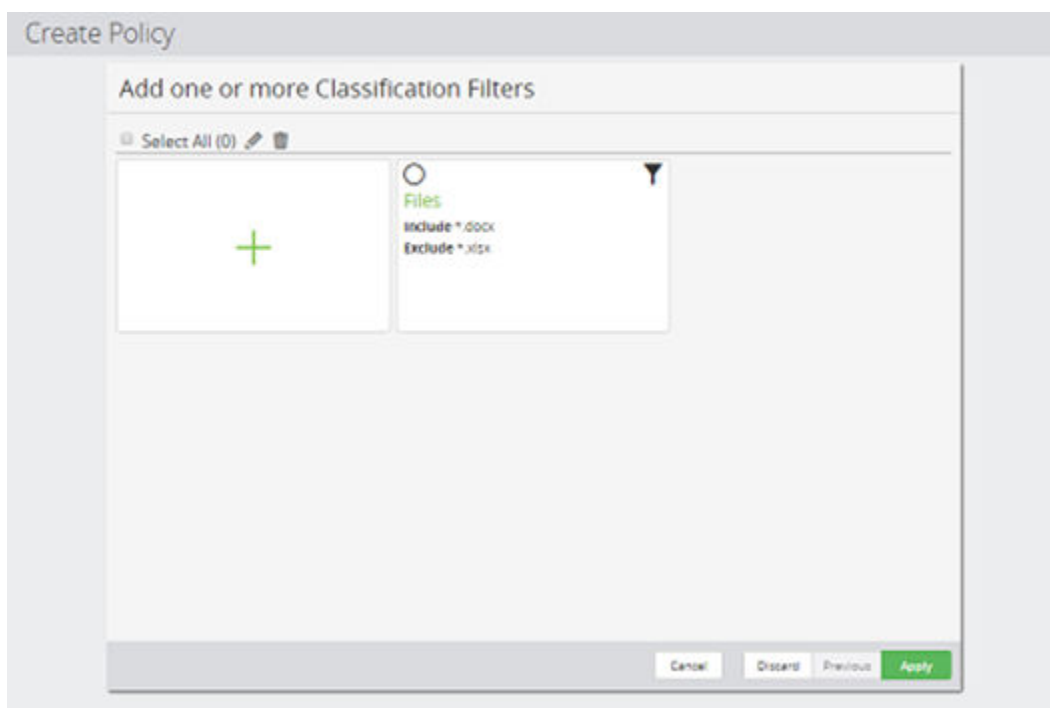 Create Policy
Add one or more Classification Filters
Select All (0)
Files
Include *.docx
Exclude *.xlsx
Cancel Discard Previous Apply